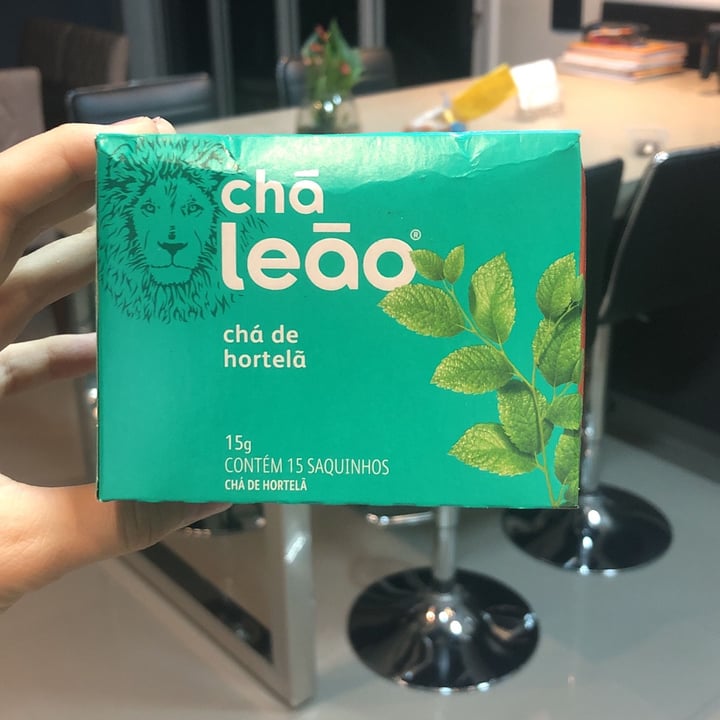 chá
leão®
chá de
hortelã
15g
CONTÉM 15 SAQUINHOS
CHÁ DE HORTELÃ